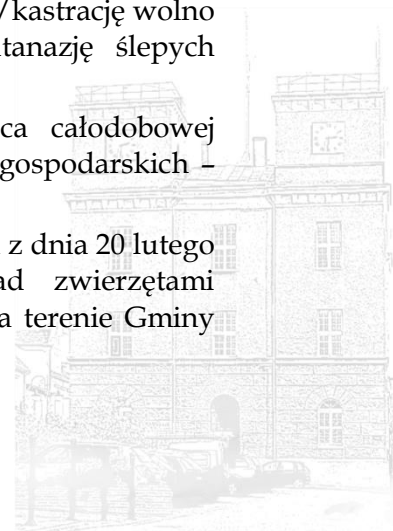 /kastrację wolno
tanazję ślepych
ca całodobowej
gospodarskich –
z dnia 20 lutego
ad zwierzętami
a terenie Gminy